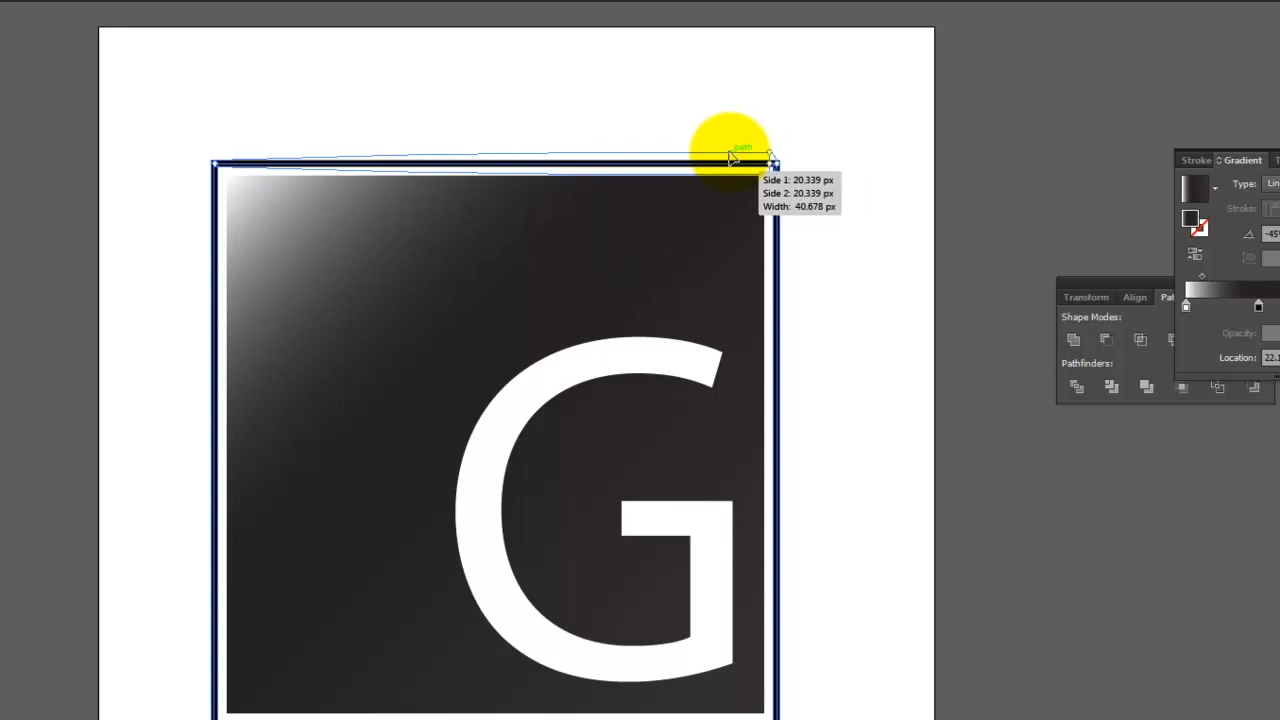 path
Side 1: 20.339 px
Side 2: 20.339 px
Width: 40.678 px
Stroke Gradient T
Type: Lin
Stroke:
-45°
Transform Align Pat
Shape Modes:
Opacity:
Pathfinders:
Location: 22.1
G